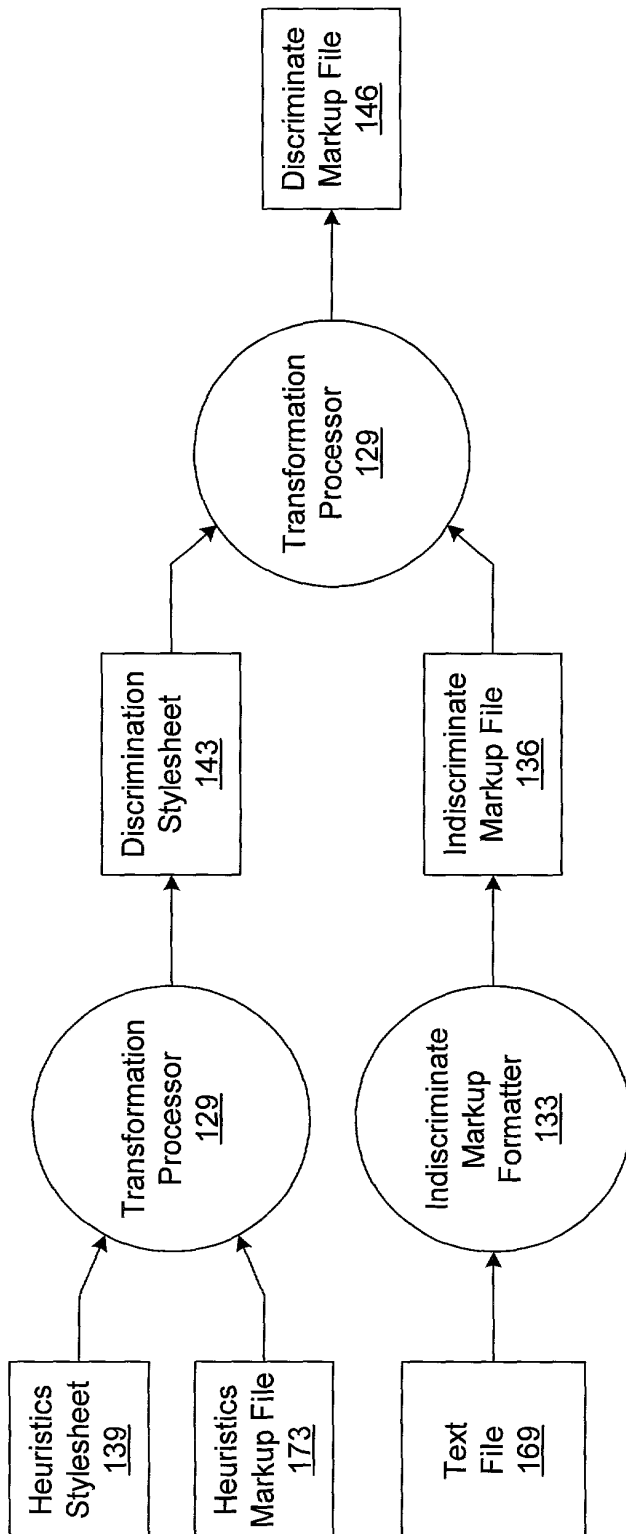 Heuristics
Stylesheet
139
Heuristics
Markup File
173
Text
File
169
Transformation
Processor
129
Indiscriminate
Markup
Formatter
133
Discrimination
Stylesheet
143
Indiscriminate
Markup File
136
Transformation
Processor
129
Discriminate
Markup File
146